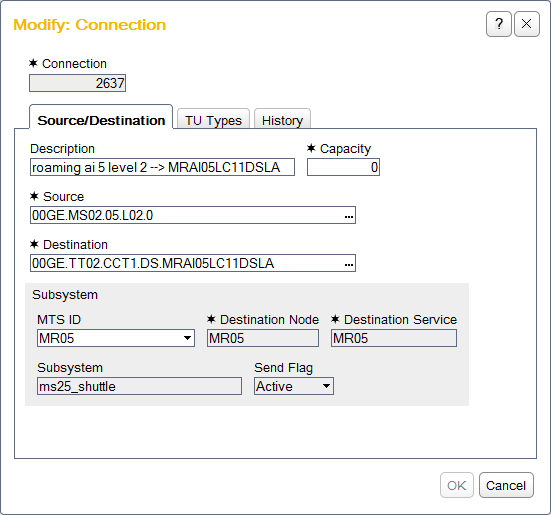 Modify: Connection
?
✶ Connection
2637
Source/Destination TU Types History
Description ✶ Capacity
roaming ai 5 level 2 --> MRAI05LC11DSLA 0
✶ Source
00GE.MS02.05.L02.0 ...
✶ Destination
00GE.TT02.CCT1.DS.MRAI05LC11DSLA ...
Subsystem
MTS ID ✶ Destination Node ✶ Destination Service
MR05 MR05 MR05
Subsystem Send Flag
ms25_shuttle Active
OK Cancel